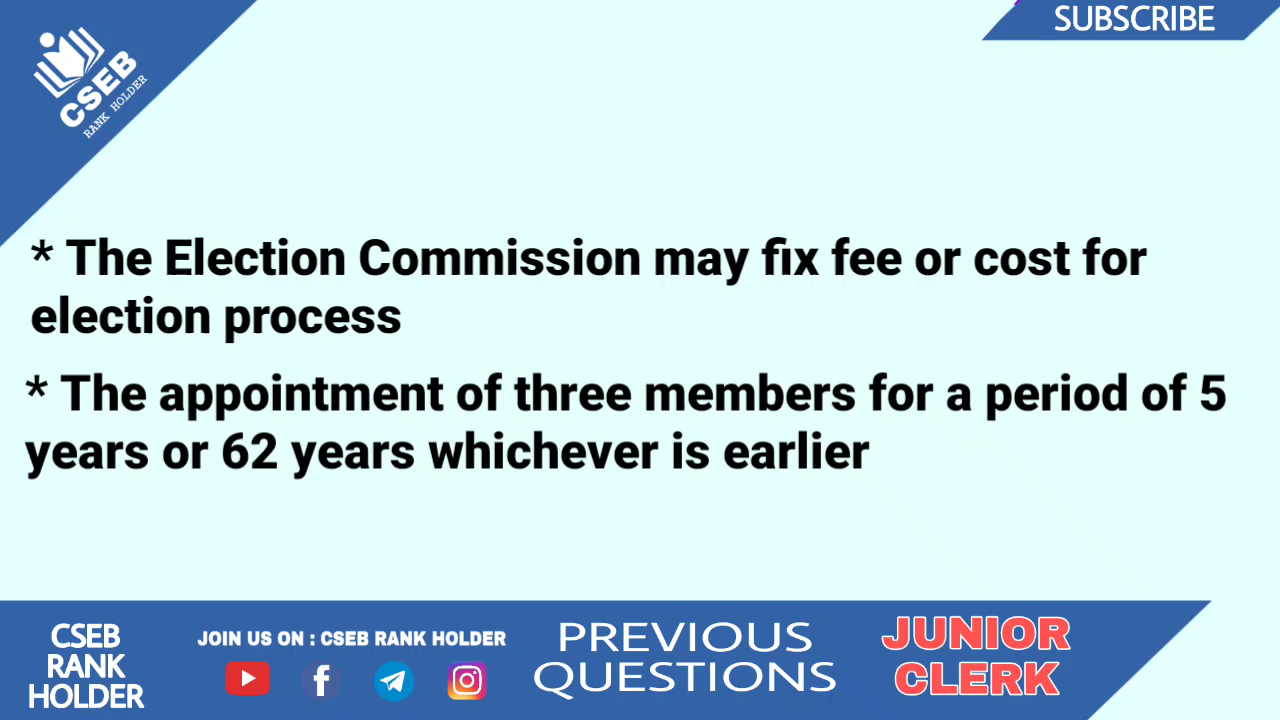 SUBSCRIBE
CSEB
RANK HOLDER
* The Election Commission may fix fee or cost for
election process
* The appointment of three members for a period of 5
years or 62 years whichever is earlier
CSEB
RANK
HOLDER
JOIN US ON : CSEB RANK HOLDER
PREVIOUS
QUESTIONS
JUNIOR
CLERK